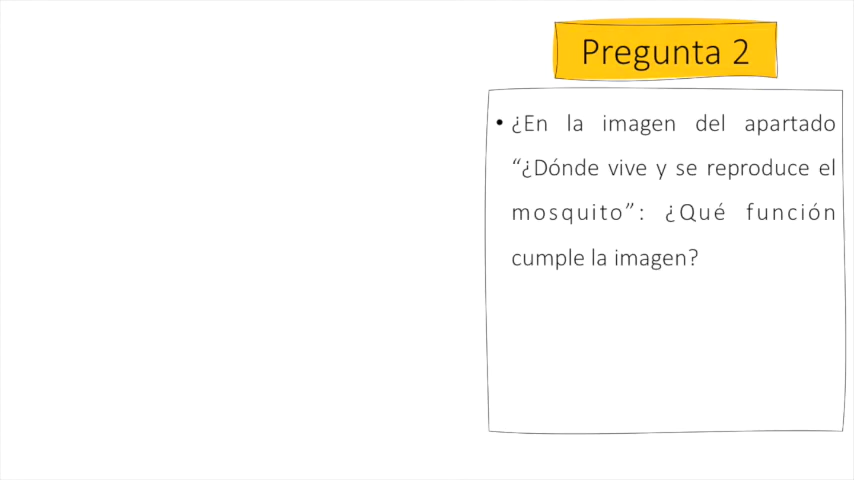 Pregunta 2
• ¿En la imagen del apartado
“¿Dónde vive y se reproduce el
mosquito”: ¿Qué función
cumple la imagen?